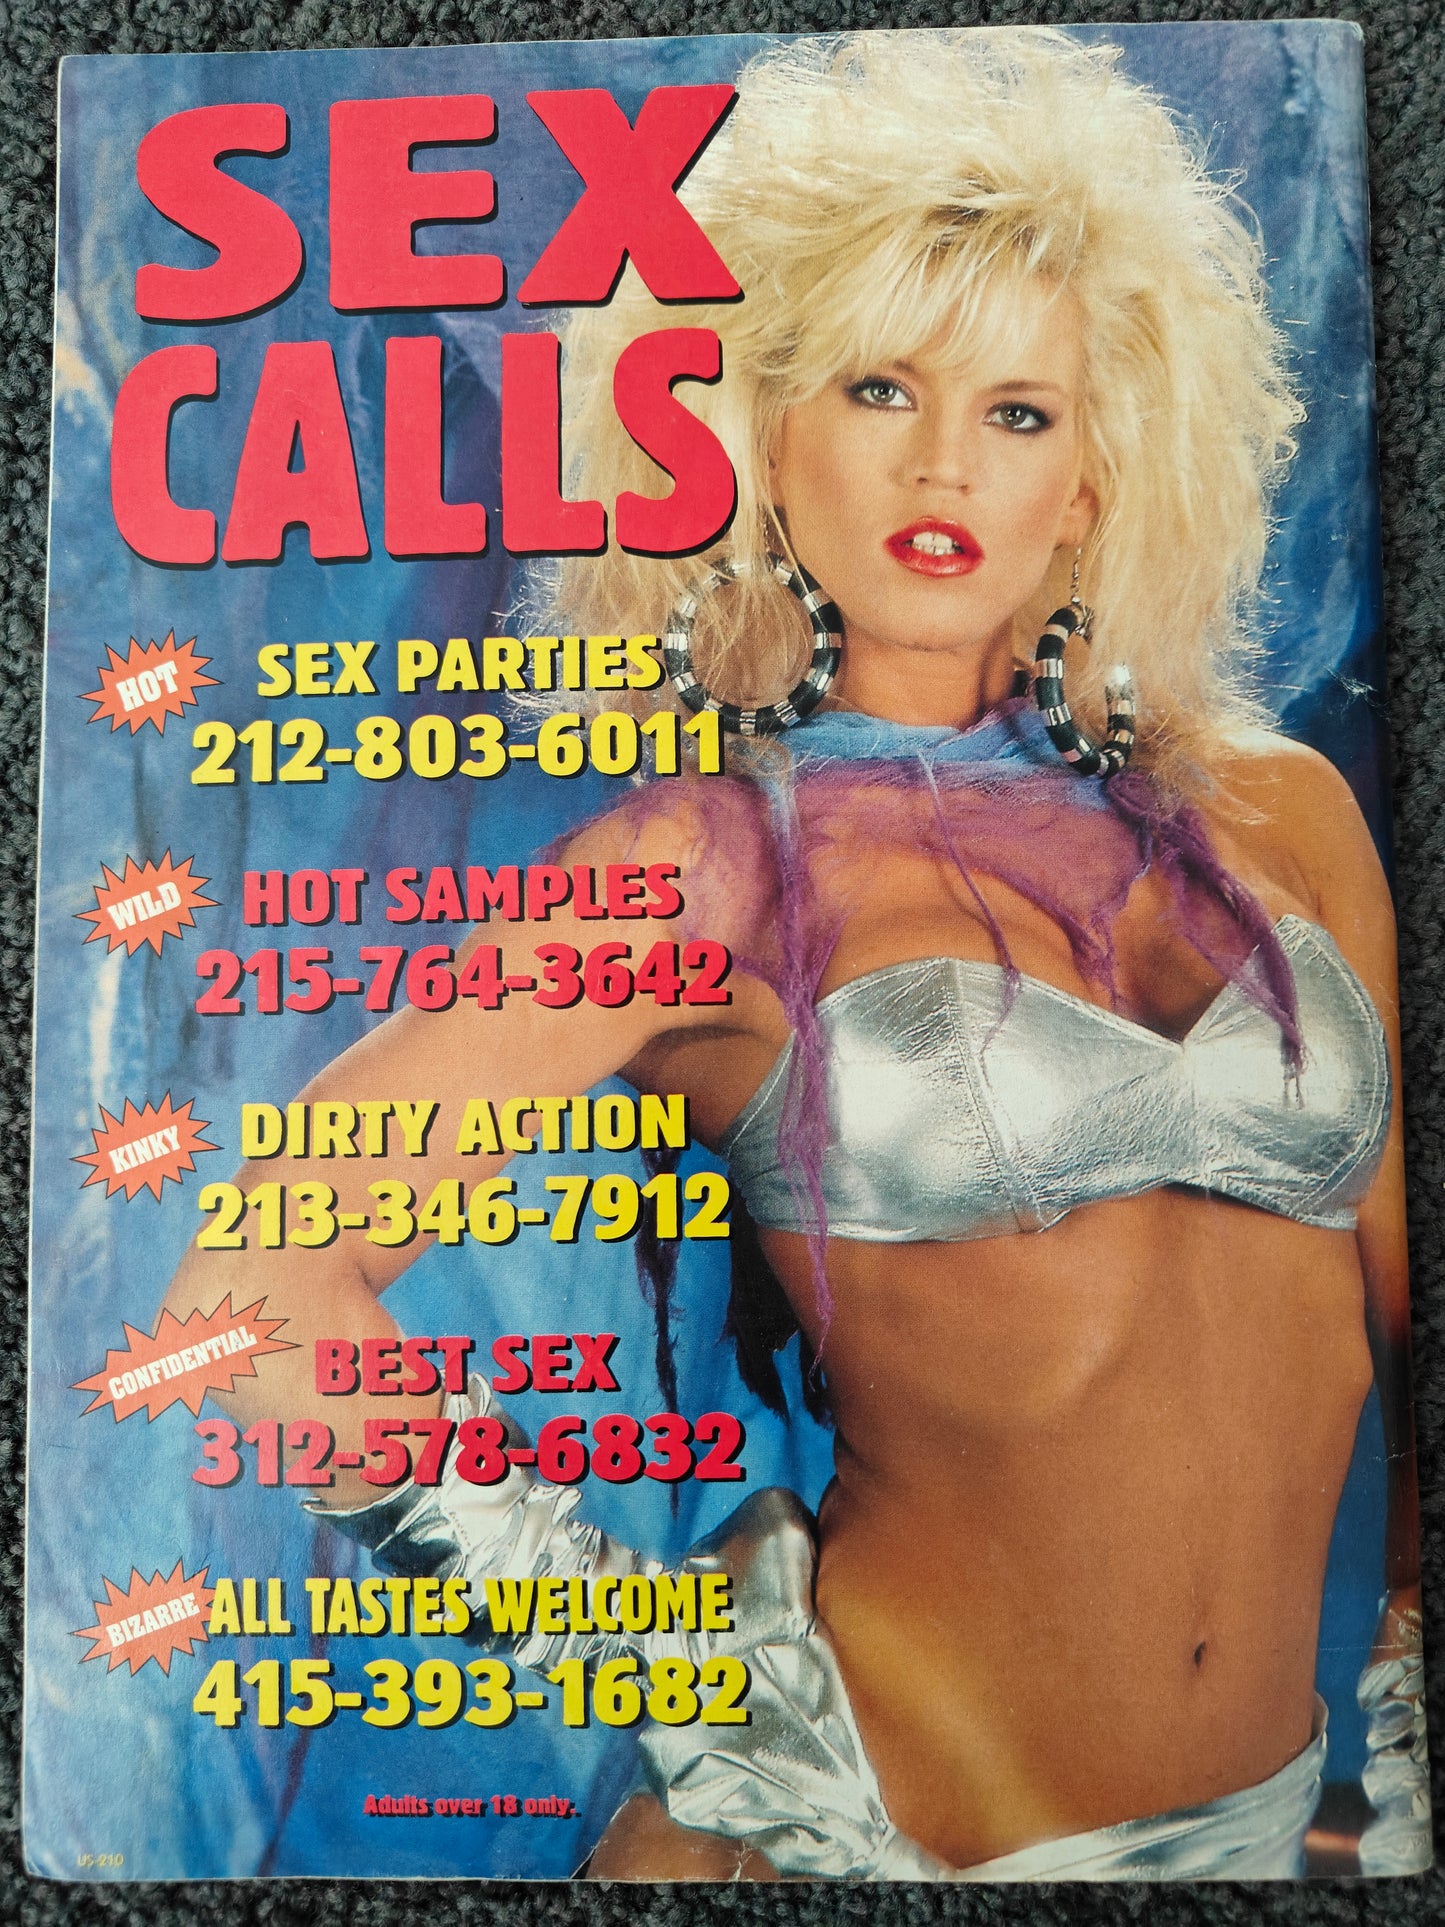 SEX
CALLS
HOT
SEX PARTIES
212-803-6011
WILD
HOT SAMPLES
215-764-3642
KINKY
DIRTY ACTION
213-346-7912
CONFIDENTIAL
BEST SEX
312-578-6832
BIZARRE
ALL TASTES WELCOME
415-393-1682
Adults over 18 only.
US-210